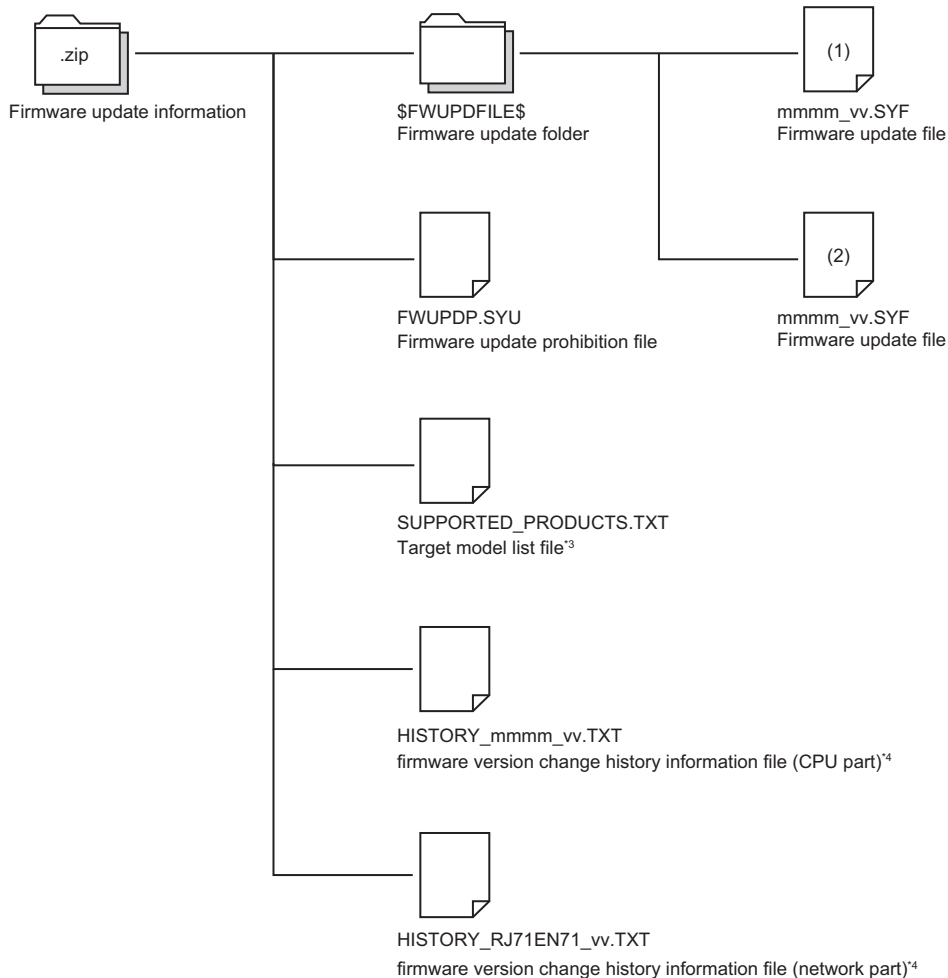 .zip
Firmware update information
$FWUPDFILE$
Firmware update folder
(1)
mmmm_vv.SYF
Firmware update file
FWUPDP.SYU
Firmware update prohibition file
(2)
mmmm_vv.SYF
Firmware update file
SUPPORTED_PRODUCTS.TXT
Target model list file*3
HISTORY_mmmm_vv.TXT
firmware version change history information file (CPU part)*4
HISTORY_RJ71EN71_vv.TXT
firmware version change history information file (network part)*4